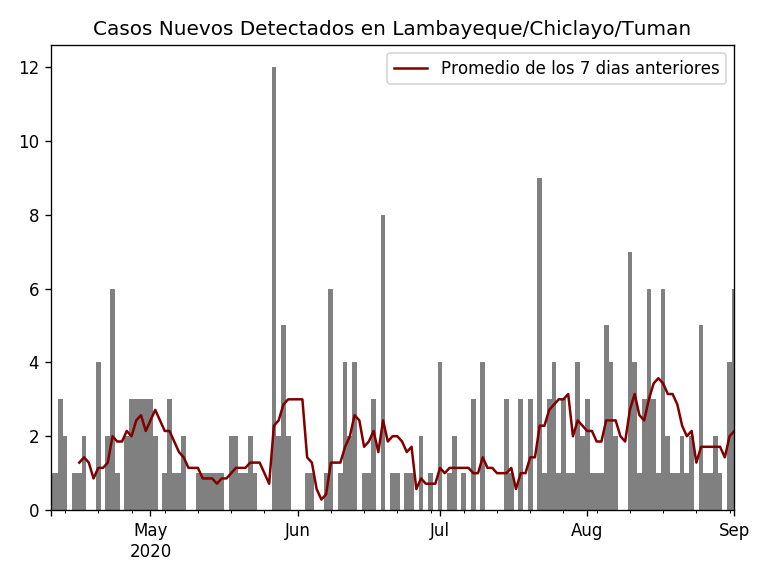 Casos Nuevos Detectados en Lambayeque/Chiclayo/Tuman
Promedio de los 7 dias anteriores
12
10
8
6
4
2
0
May
2020
Jun
Jul
Aug
Sep